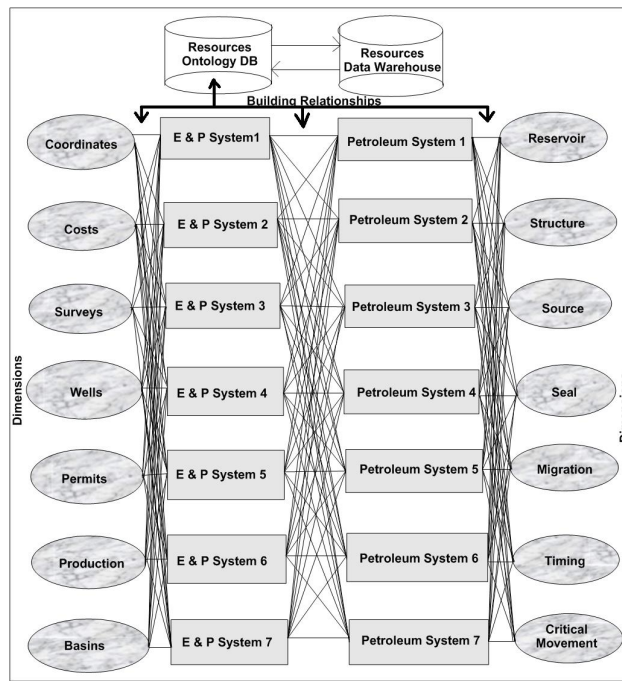 Resources
Ontology DB
Resources
Data Warehouse
Building Relationships
Coordinates
E & P System1
Petroleum System 1
Reservoir
Costs
E & P System 2
Petroleum System 2
Structure
Surveys
E & P System 3
Petroleum System 3
Source
Dimensions
Wells
E & P System 4
Petroleum System 4
Seal
Permits
E & P System 5
Petroleum System 5
Migration
Production
E & P System 6
Petroleum System 6
Timing
Basins
E & P System 7
Petroleum System 7
Critical
Movement